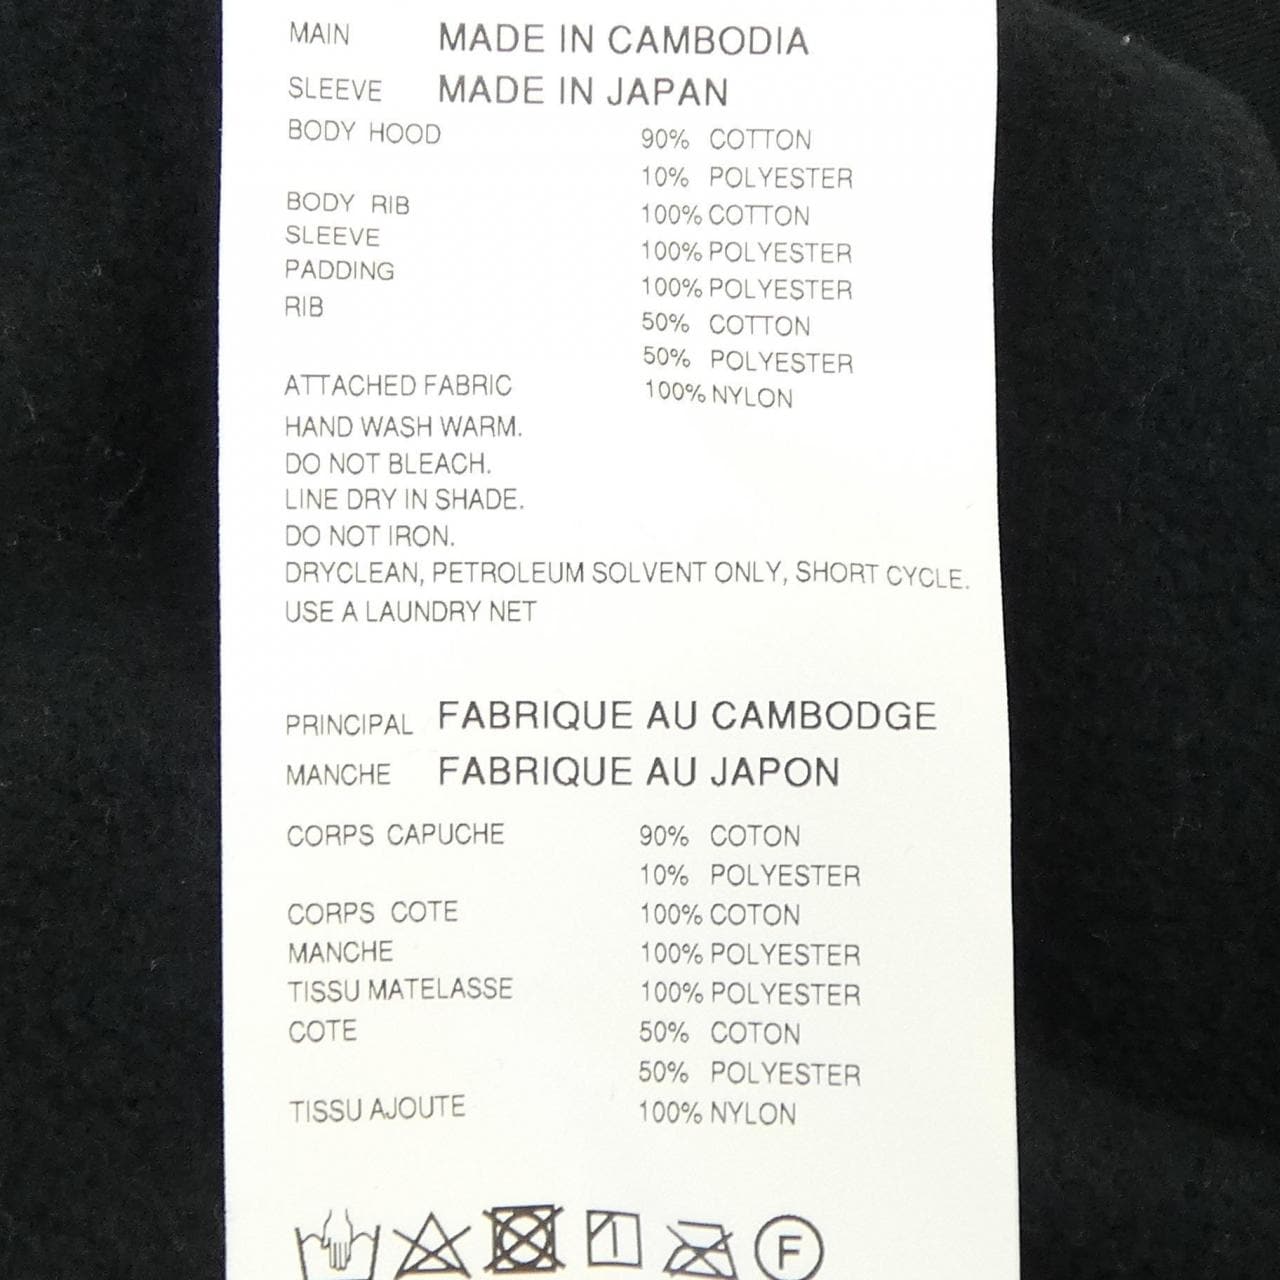 MAIN MADE IN CAMBODIA
SLEEVE MADE IN JAPAN
BODY HOOD 90% COTTON
10% POLYESTER
BODY RIB 100% COTTON
SLEEVE 100% POLYESTER
PADDING 100% POLYESTER
RIB 50% COTTON
50% POLYESTER
ATTACHED FABRIC 100% NYLON
HAND WASH WARM.
DO NOT BLEACH.
LINE DRY IN SHADE.
DO NOT IRON.
DRYCLEAN, PETROLEUM SOLVENT ONLY, SHORT CYCLE.
USE A LAUNDRY NET
PRINCIPAL FABRIQUE AU CAMBODGE
MANCHE FABRIQUE AU JAPON
CORPS CAPUCHE 90% COTON
10% POLYESTER
CORPS COTE 100% COTON
MANCHE 100% POLYESTER
TISSU MATELASSE 100% POLYESTER
COTE 50% COTON
50% POLYESTER
TISSU AJOUTE 100% NYLON
F